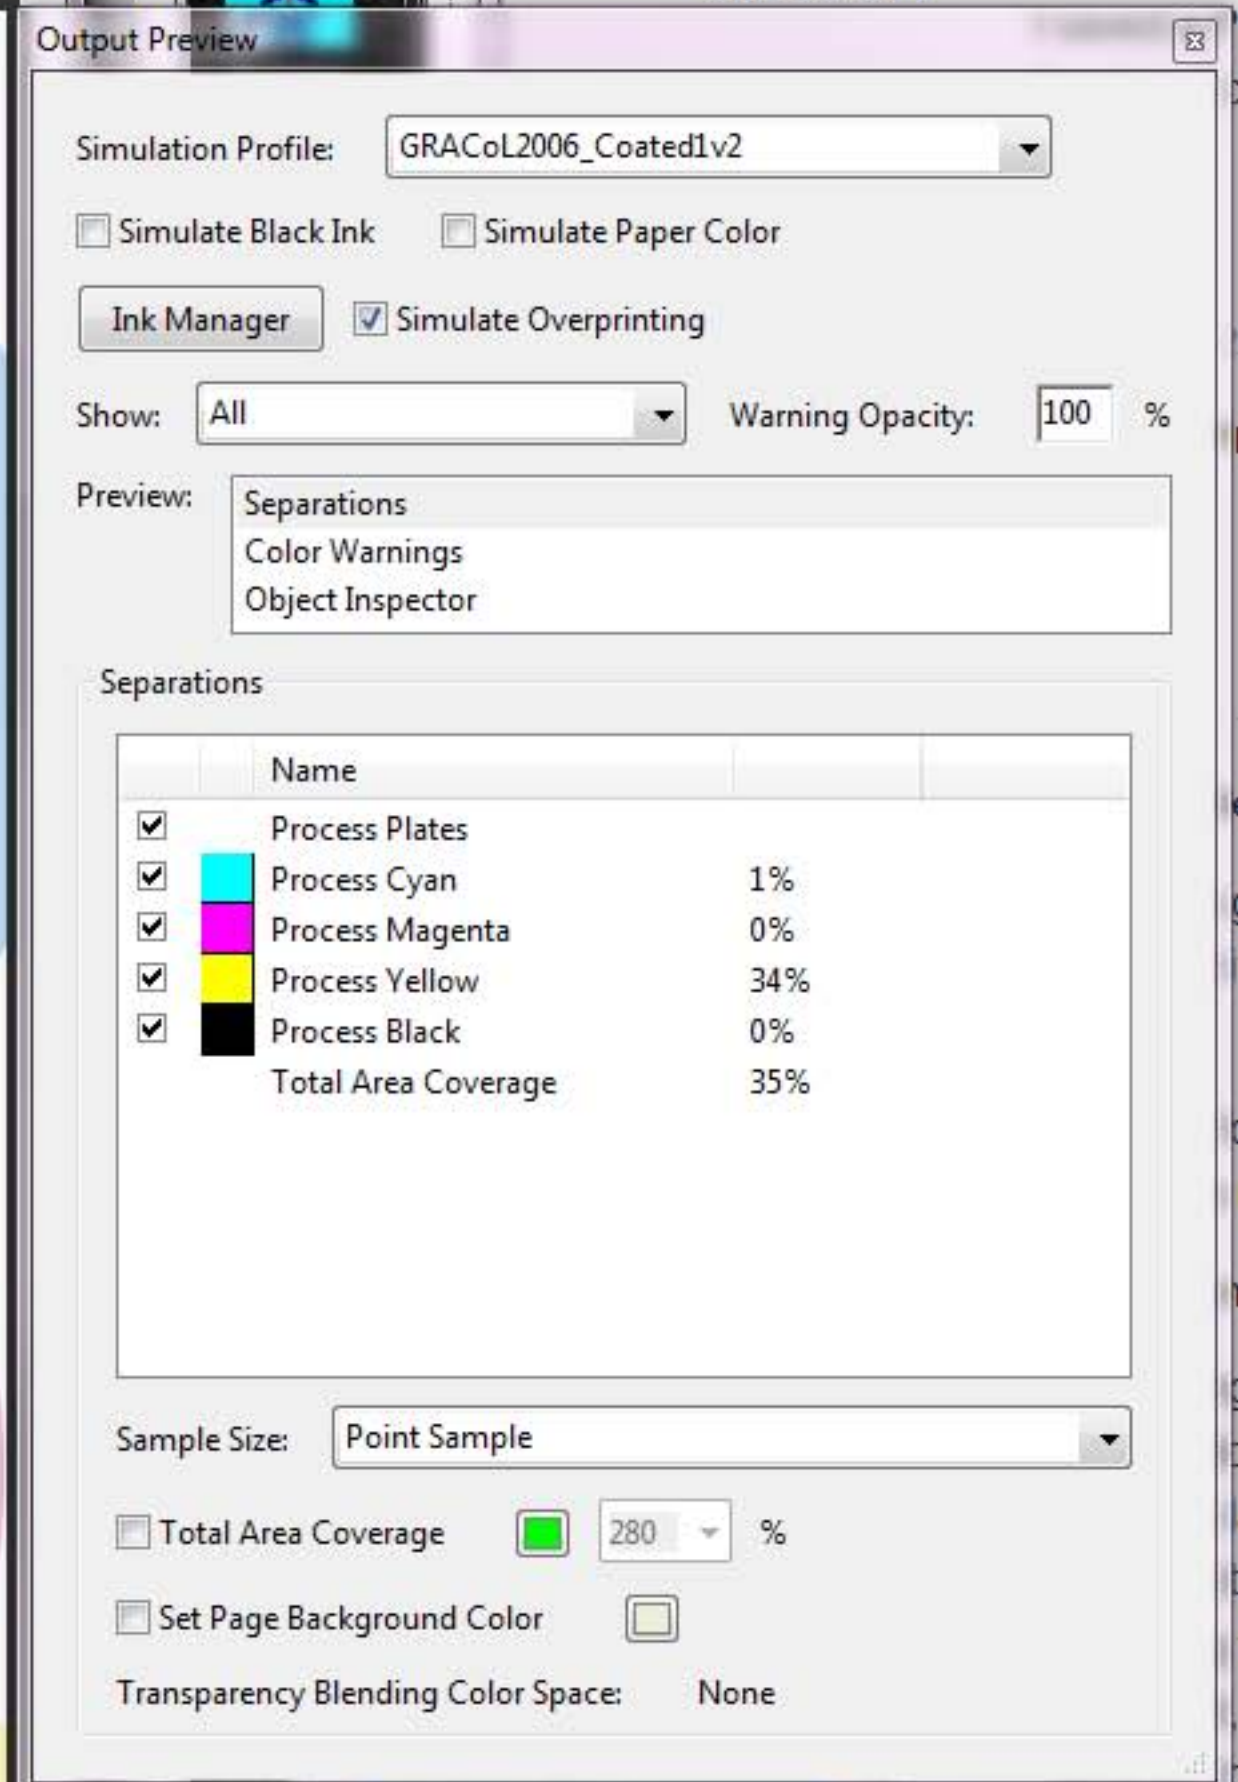 Output Preview
Simulation Profile: GRACoL2006_Coated1v2
Simulate Black Ink Simulate Paper Color
Ink Manager Simulate Overprinting
Show: All Warning Opacity: 100 %
Preview: Separations
Color Warnings
Object Inspector
Separations
Name
Process Plates
Process Cyan 1%
Process Magenta 0%
Process Yellow 34%
Process Black 0%
Total Area Coverage 35%
Sample Size: Point Sample
Total Area Coverage 280 %
Set Page Background Color
Transparency Blending Color Space: None